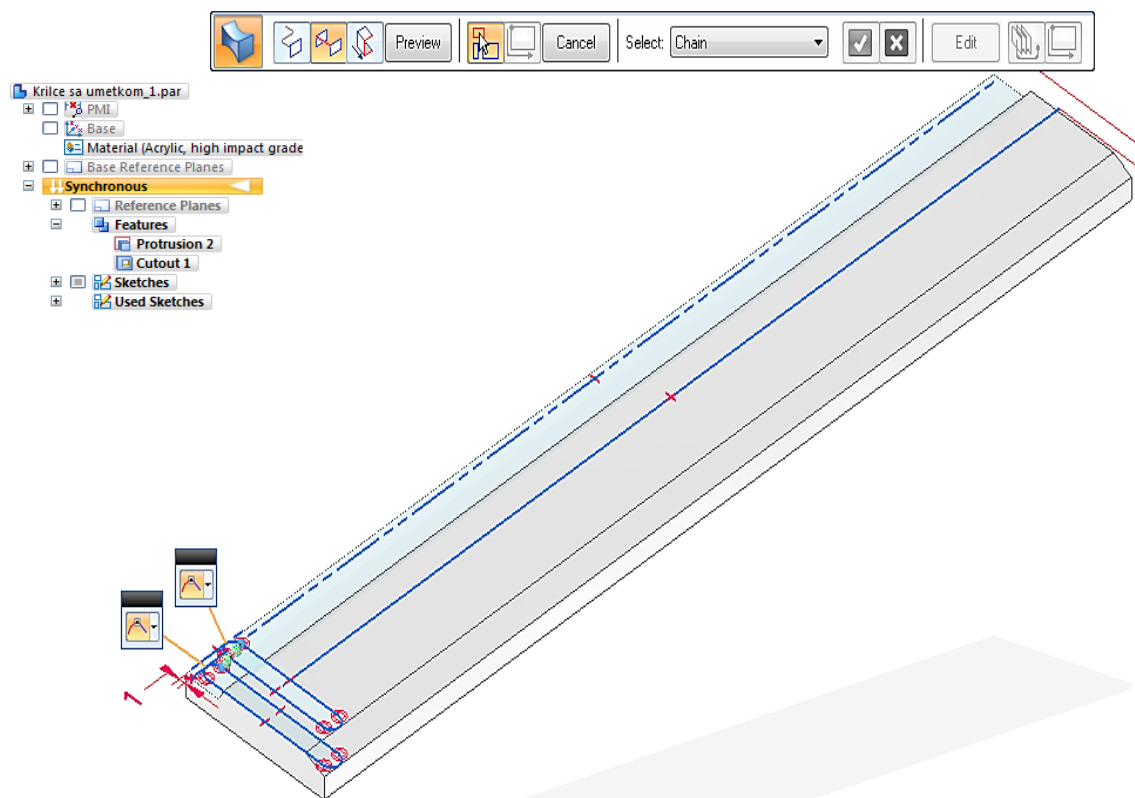 Preview
Cancel
Select:
Chain
Edit
Krilce sa umetkom_1.par
PMI
Base
Material (Acrylic, high impact grade
Base Reference Planes
Synchronous
Reference Planes
Features
Protrusion 2
Cutout 1
Sketches
Used Sketches
1